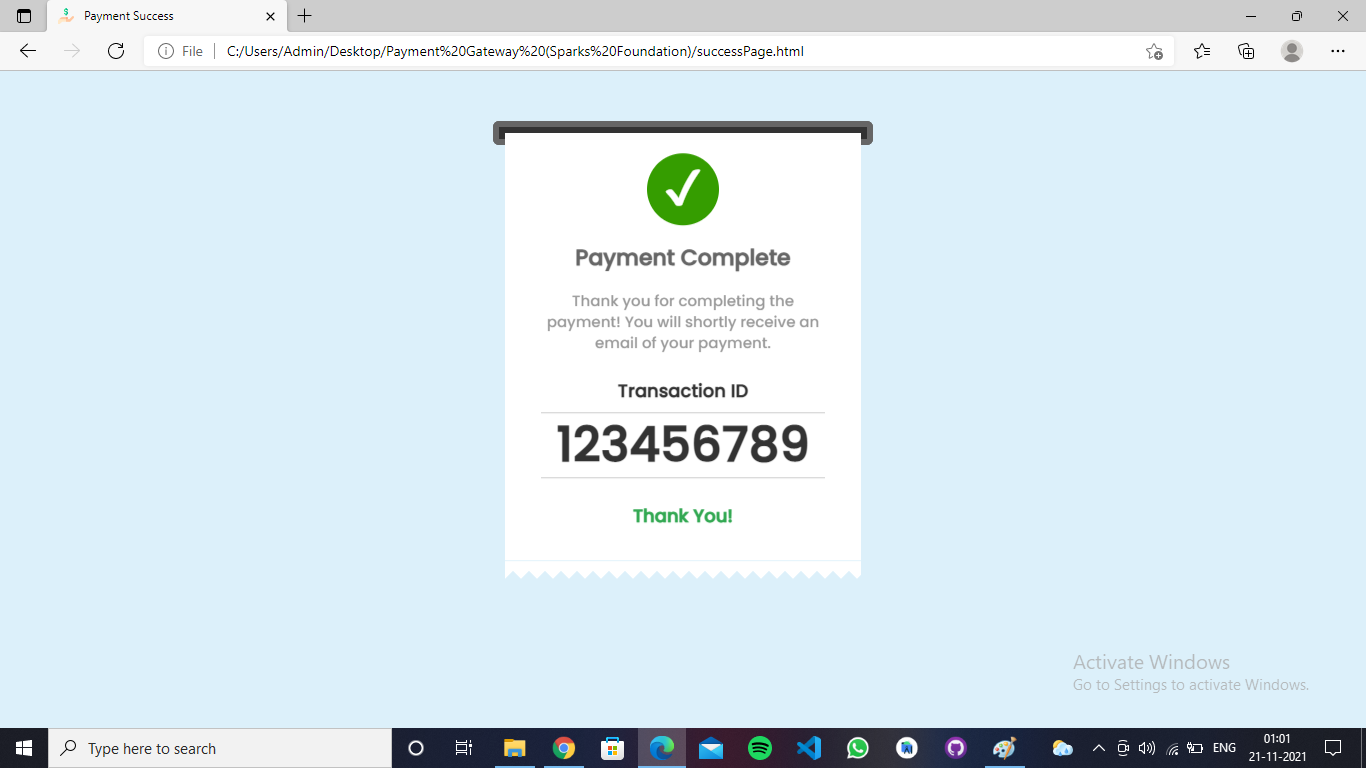 Payment Success
File
C:/Users/Admin/Desktop/Payment%20Gateway%20(Sparks%20Foundation)/successPage.html
Payment Complete
Thank you for completing the
payment! You will shortly receive an
email of your payment.
Transaction ID
123456789
Thank You!
Activate Windows
Go to Settings to activate Windows.
Type here to search
ENG
01:01
21-11-2021